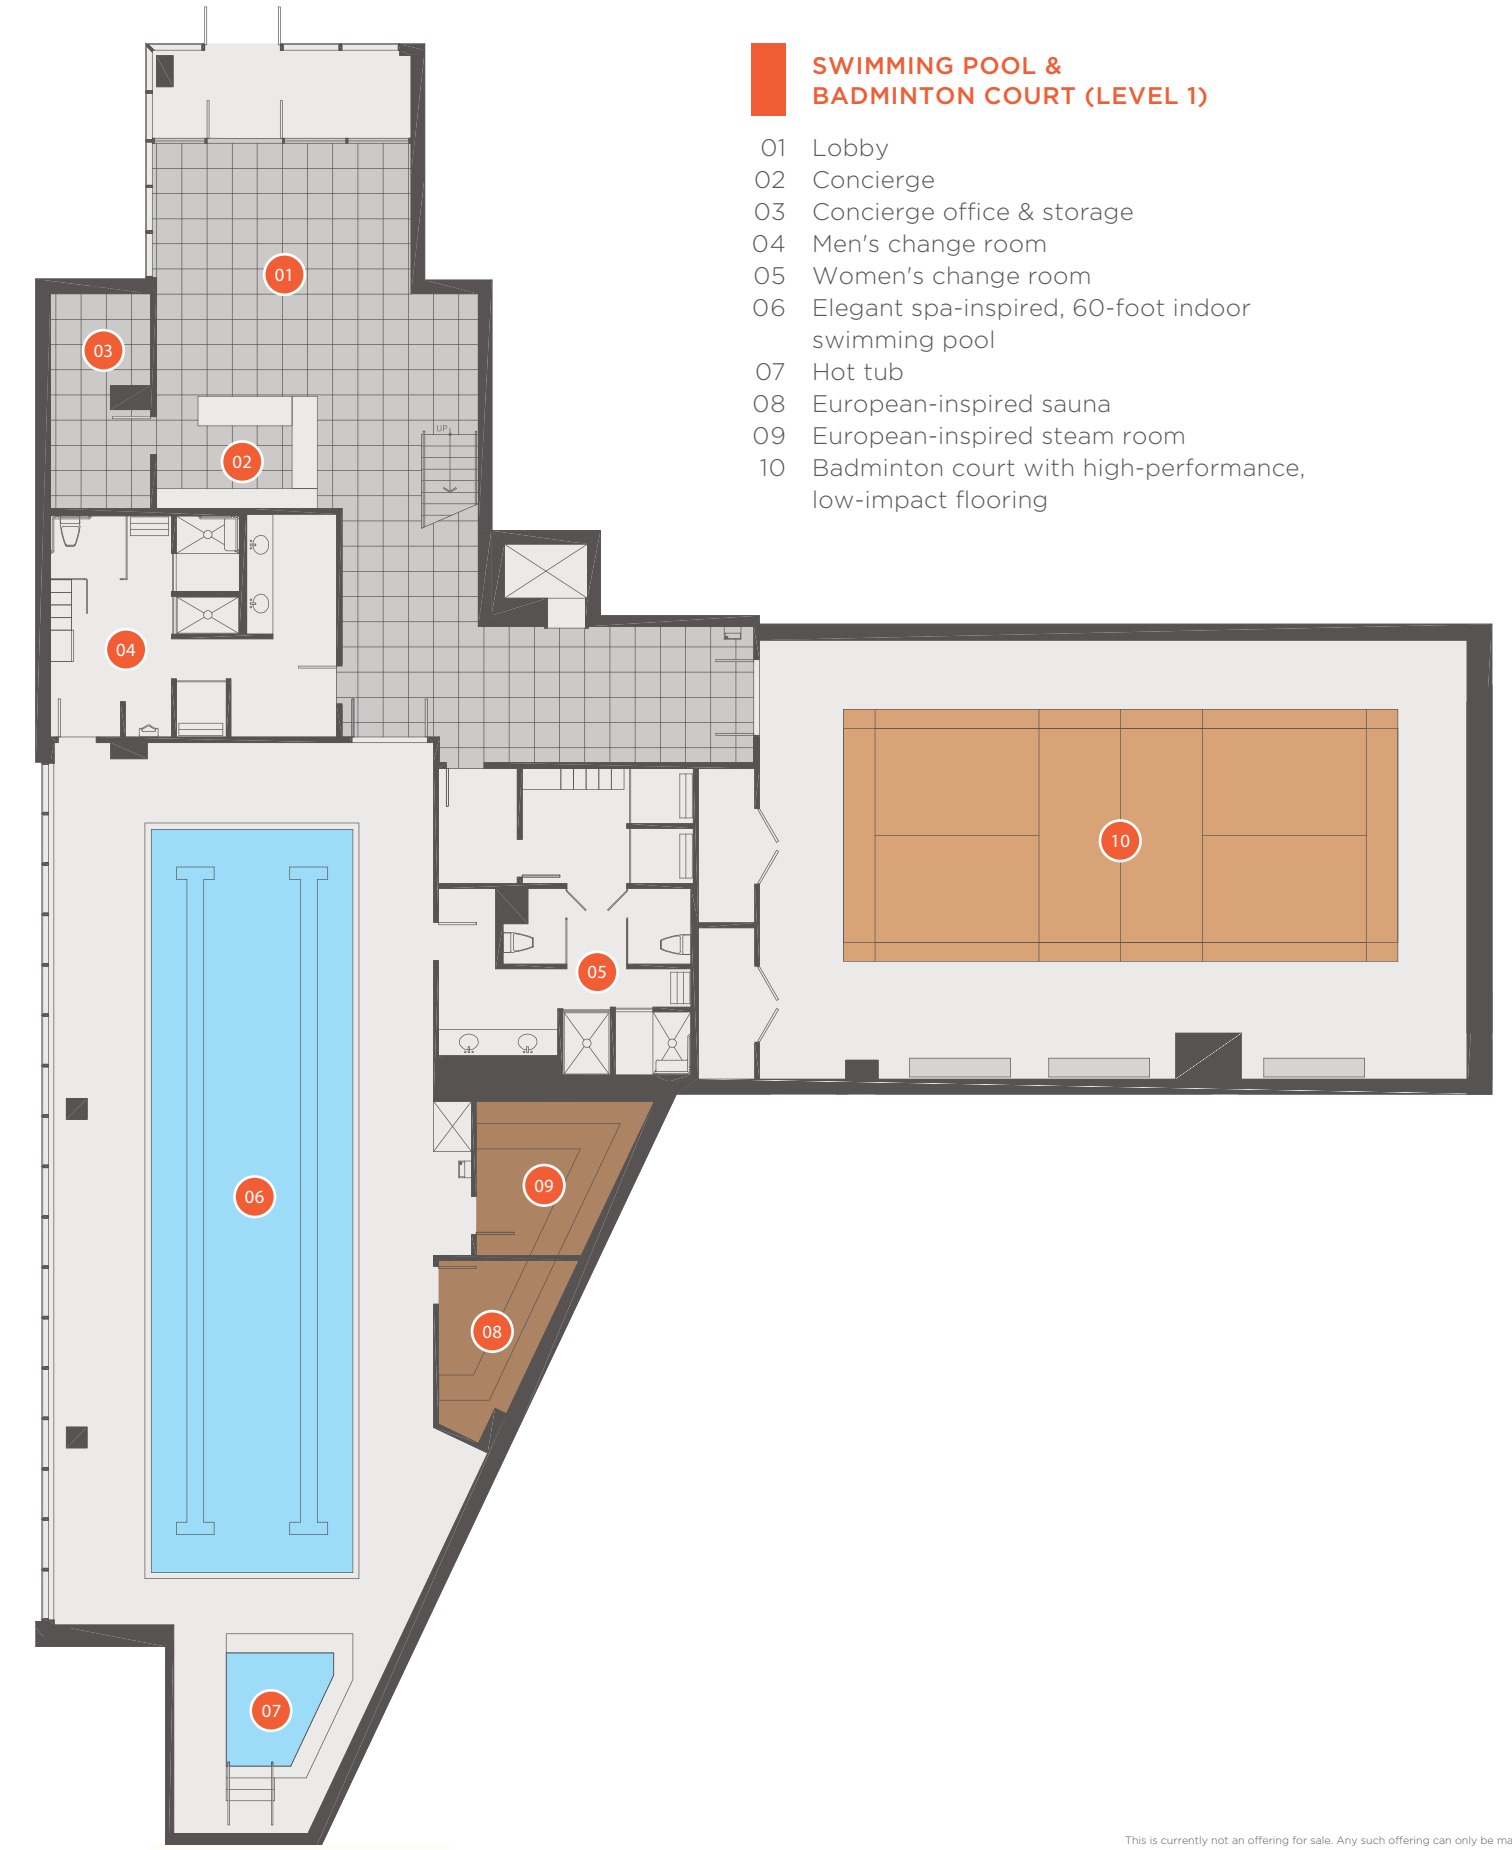 SWIMMING POOL &
BADMINTON COURT (LEVEL 1)
01 Lobby
02 Concierge
03 Concierge office & storage
04 Men's change room
05 Women's change room
06 Elegant spa-inspired, 60-foot indoor
swimming pool
07 Hot tub
08 European-inspired sauna
09 European-inspired steam room
10 Badminton court with high-performance,
low-impact flooring
01
03
UP
02
04
10
05
09
06
08
07
This is currently not an offering for sale. Any such offering can only be ma